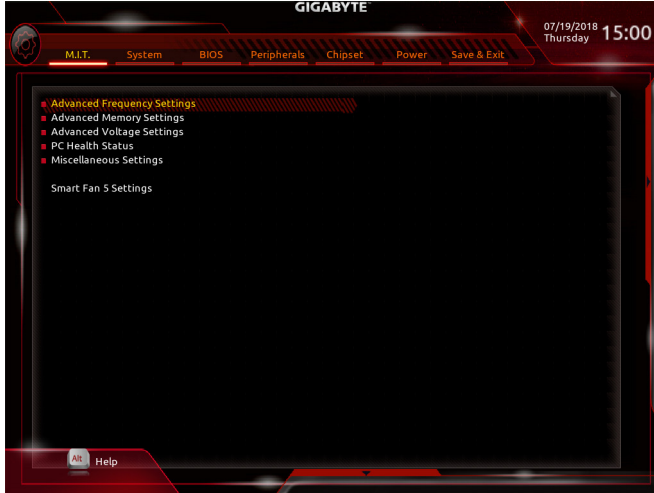 GIGABYTE
07/19/2018 15:00
Thursday
M.I.T. System BIOS Peripherals Chipset Power Save & Exit
Advanced Frequency Settings
Advanced Memory Settings
Advanced Voltage Settings
PC Health Status
Miscellaneous Settings
Smart Fan 5 Settings
Alt Help